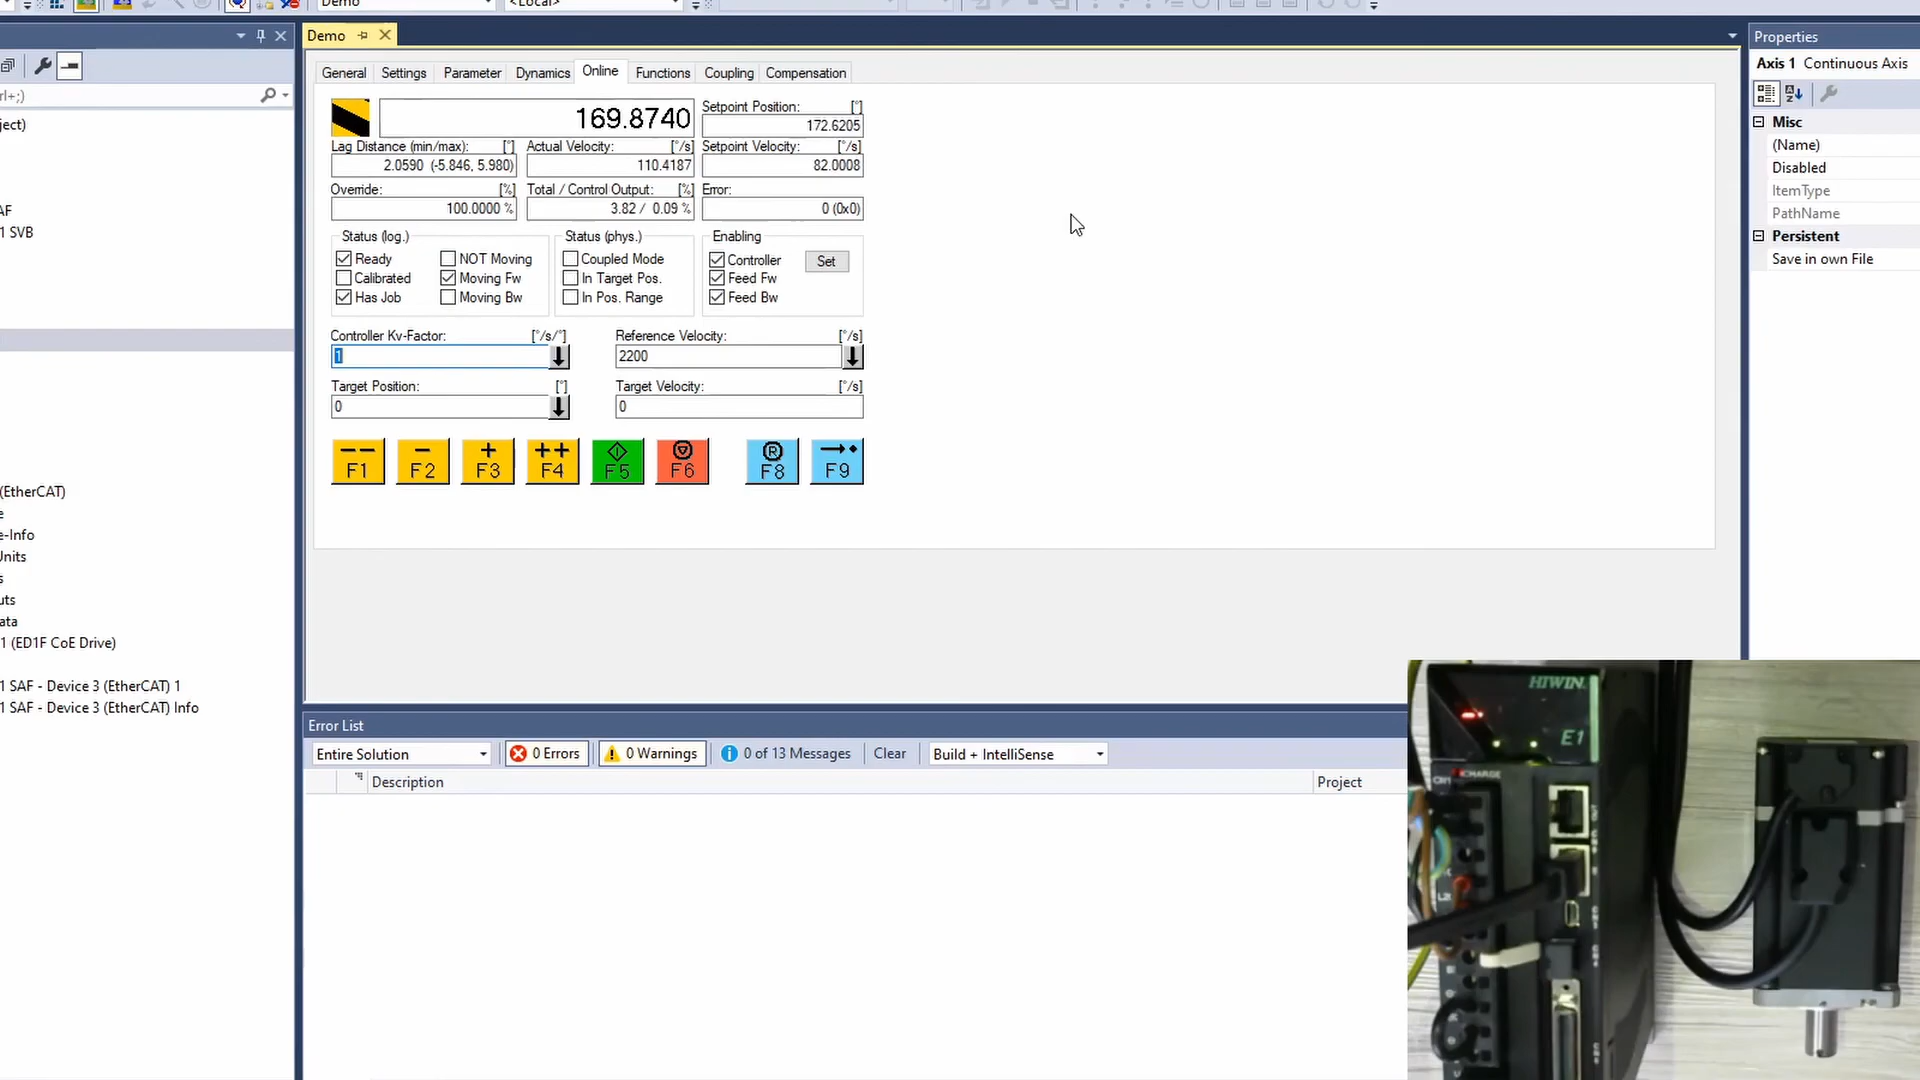 Demo
<Local>
Demo
Properties
General
Settings
Parameter
Dynamics
Online
Functions
Coupling
Compensation
Axis 1 Continuous Axis
rl+;)
ject)
169.8740
Setpoint Position: [°]
172.6205
Lag Distance (min/max): [°]
2.0590 (-5.846, 5.980)
Actual Velocity: [°/s]
110.4187
Setpoint Velocity: [°/s]
82.0008
Override: [%]
100.0000 %
Total / Control Output: [%]
3.82 / 0.09 %
Error:
0 (0x0)
Misc
(Name)
Disabled
ItemType
PathName
Persistent
Save in own File
AF
1 SVB
Status (log.)
Ready
Calibrated
Has Job
NOT Moving
Moving Fw
Moving Bw
Status (phys.)
Coupled Mode
In Target Pos.
In Pos. Range
Enabling
Controller
Feed Fw
Feed Bw
Set
Controller Kv-Factor: [°/s/°]
1
Reference Velocity: [°/s]
2200
Target Position: [°]
0
Target Velocity: [°/s]
0
-- F1
- F2
+ F3
++ F4
F5
F6
R F8
F9
(EtherCAT)
e
e-Info
Units
s
uts
ata
1 (ED1F CoE Drive)
1 SAF - Device 3 (EtherCAT) 1
1 SAF - Device 3 (EtherCAT) Info
Error List
Entire Solution
0 Errors
0 Warnings
0 of 13 Messages
Clear
Build + IntelliSense
Description
Project
HIWIN
E1
CHARGE